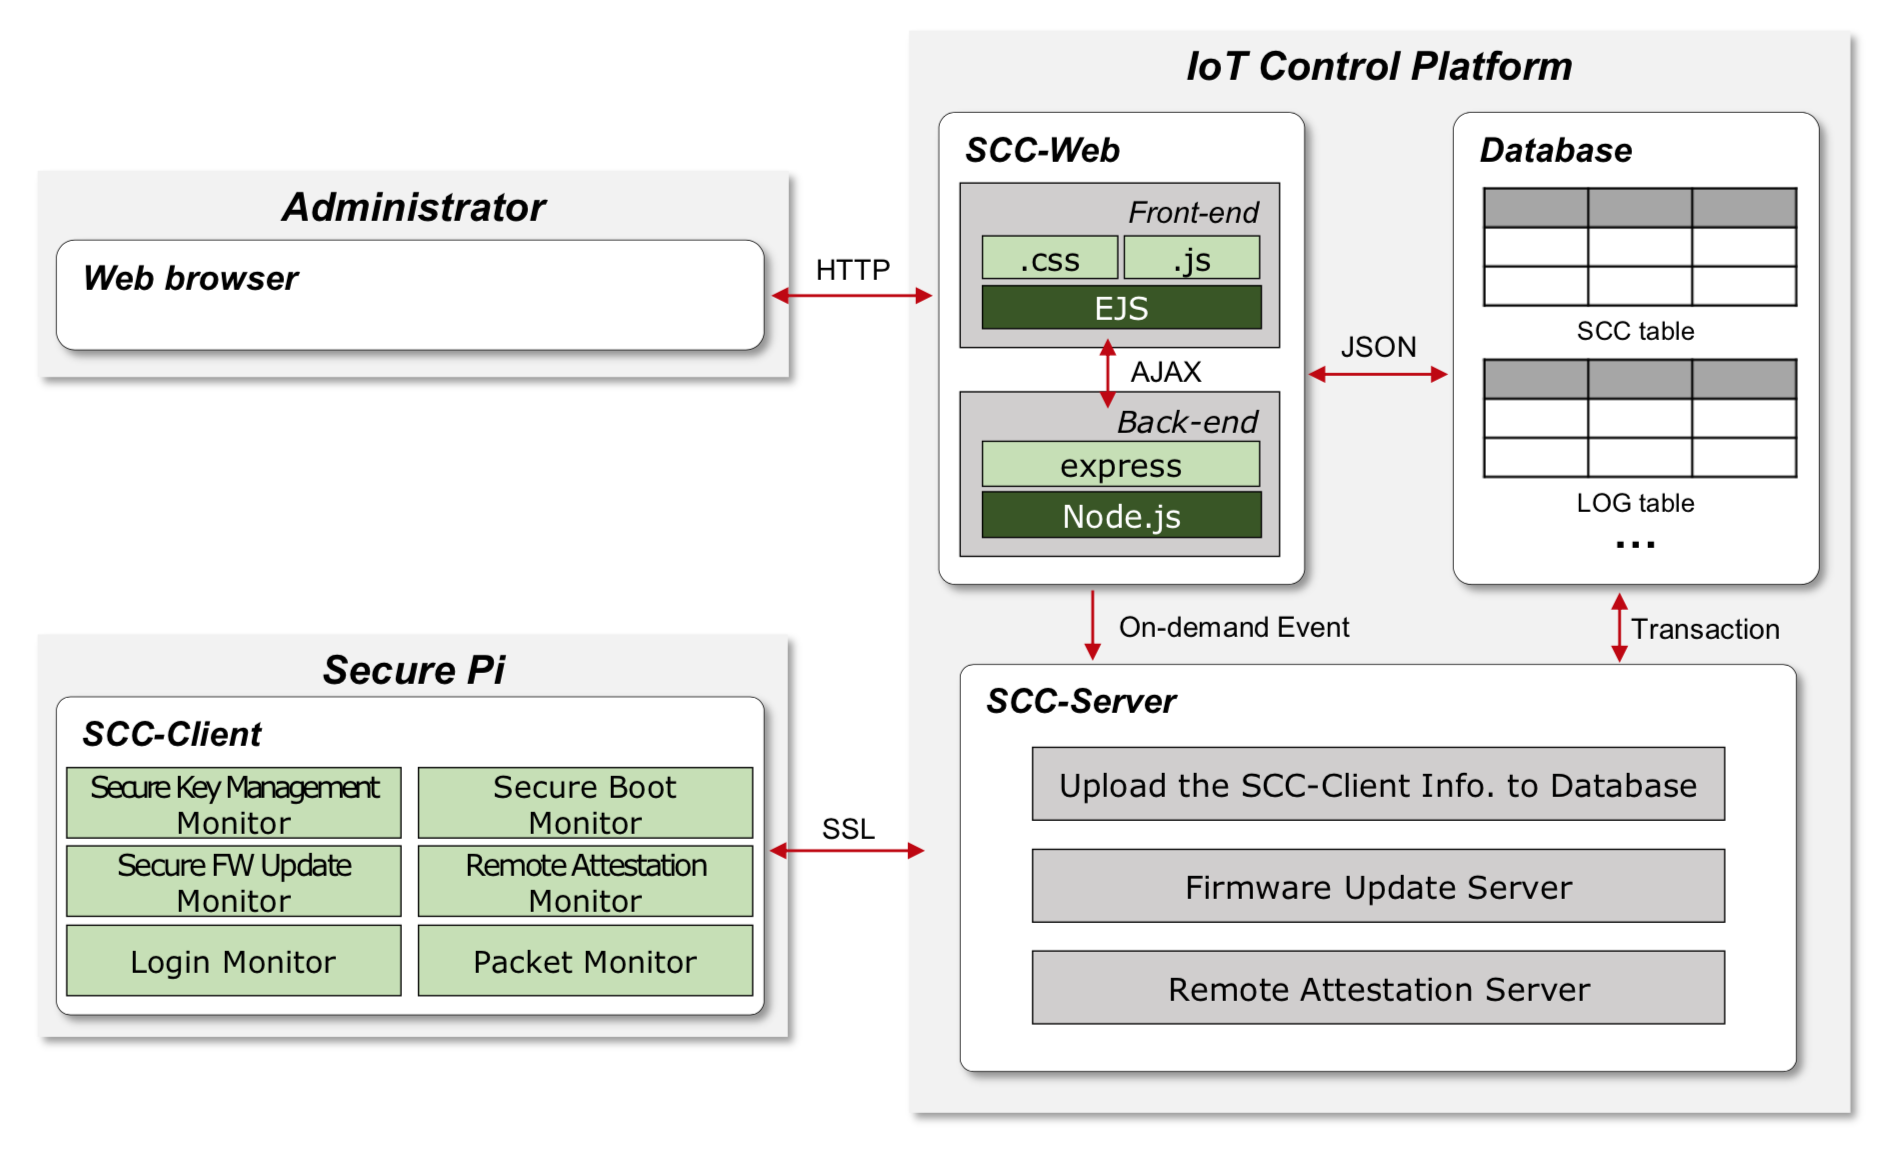 IoT Control Platform
SCC-Web
Front-end
.css
.js
EJS
AJAX
Back-end
express
Node.js
JSON
Database
SCC table
LOG table
...
Administrator
Web browser
HTTP
On-demand Event
Transaction
Secure Pi
SCC-Client
Secure Key Management
Monitor
Secure Boot
Monitor
Secure FW Update
Monitor
Remote Attestation
Monitor
Login Monitor
Packet Monitor
SSL
SCC-Server
Upload the SCC-Client Info. to Database
Firmware Update Server
Remote Attestation Server